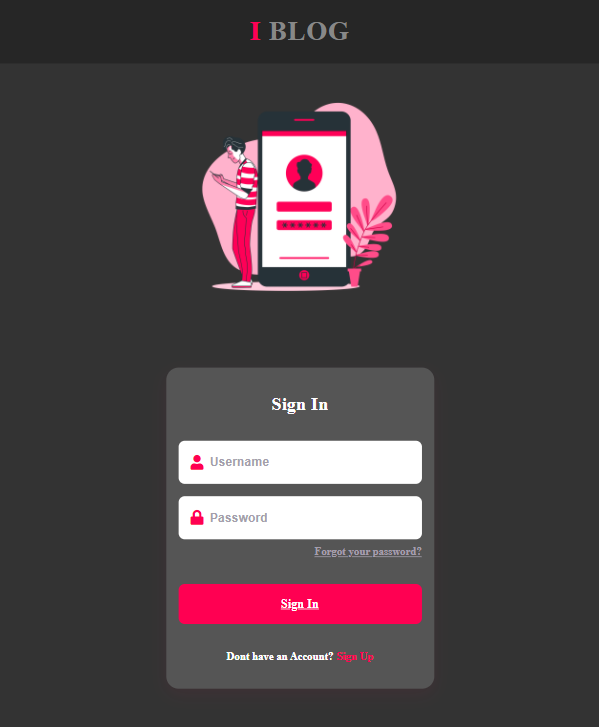 I BLOG
Sign In
Username
Password
Forgot your password?
Sign In
Dont have an Account? Sign Up